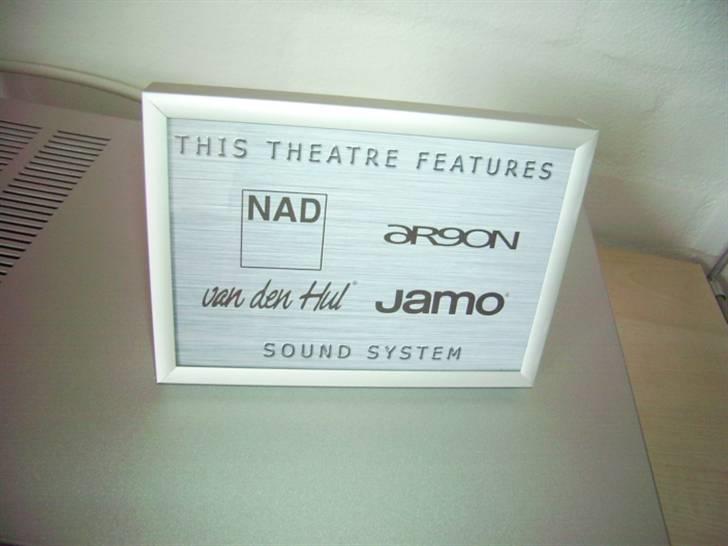 THIS THEATRE FEATURES
NAD
aRgON
van den Hul®
Jamo®
SOUND SYSTEM